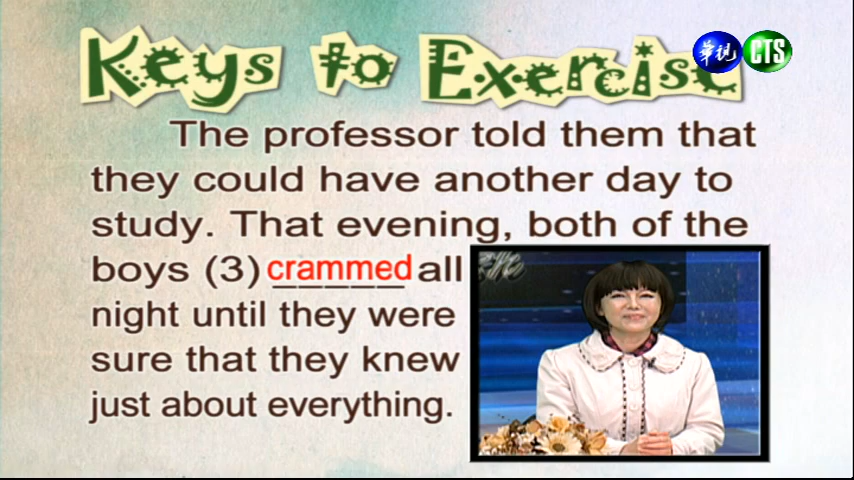 Keys to Exercise
華視 CTS
The professor told them that
they could have another day to
study. That evening, both of the
boys (3) crammed all
night until they were
sure that they knew
just about everything.